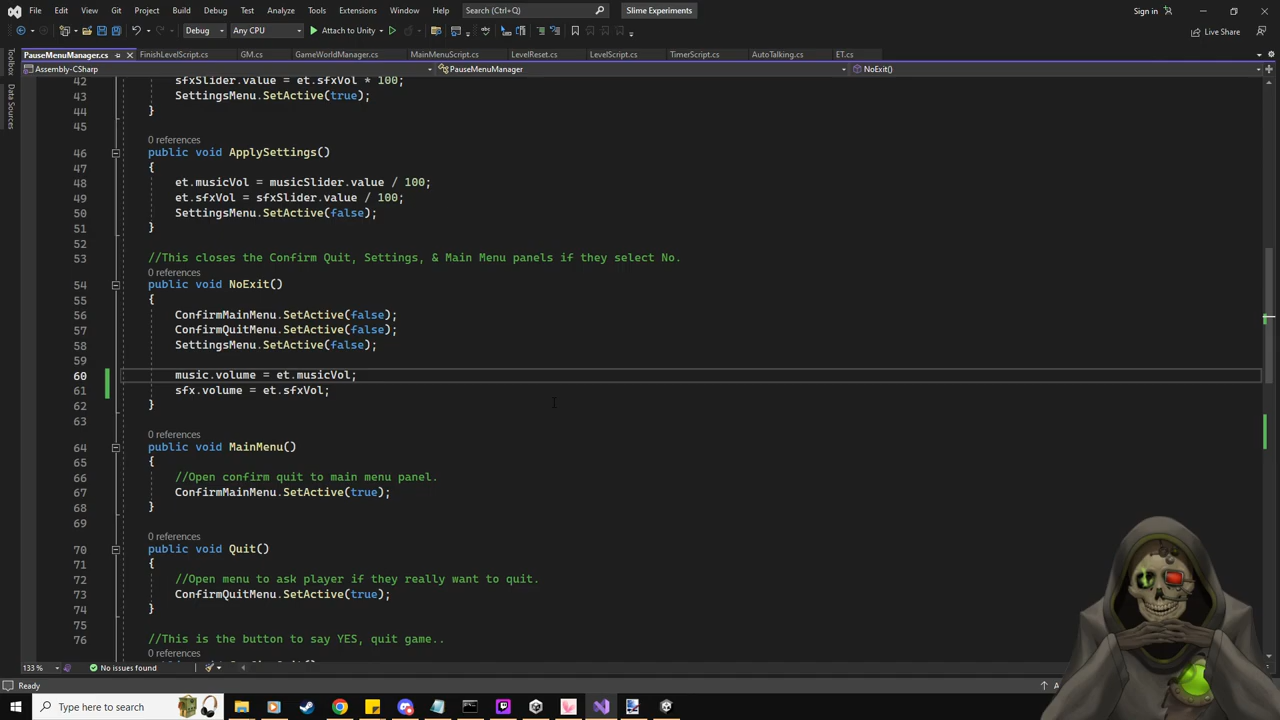 File Edit View Git Project Build Debug Test Analyze Tools Extensions Window Help Search (Ctrl+Q) Slime Experiments Sign in
Debug Any CPU Attach to Unity Live Share
PauseMenuManager.cs FinishLevelScript.cs GM.cs GameWorldManager.cs MainMenuScript.cs LevelReset.cs LevelScript.cs TimerScript.cs AutoTalking.cs ET.cs
Assembly-CSharp PauseMenuManager NoExit()
Toolbox
Data Sources
42 sfxSlider.value = et.sfxVol * 100;
43 SettingsMenu.SetActive(true);
44 }
45
0 references
46 public void ApplySettings()
47 {
48 et.musicVol = musicSlider.value / 100;
49 et.sfxVol = sfxSlider.value / 100;
50 SettingsMenu.SetActive(false);
51 }
52
53 //This closes the Confirm Quit, Settings, & Main Menu panels if they select No.
0 references
54 public void NoExit()
55 {
56 ConfirmMainMenu.SetActive(false);
57 ConfirmQuitMenu.SetActive(false);
58 SettingsMenu.SetActive(false);
59
60 music.volume = et.musicVol;
61 sfx.volume = et.sfxVol;
62 }
63
0 references
64 public void MainMenu()
65 {
66 //Open confirm quit to main menu panel.
67 ConfirmMainMenu.SetActive(true);
68 }
69
0 references
70 public void Quit()
71 {
72 //Open menu to ask player if they really want to quit.
73 ConfirmQuitMenu.SetActive(true);
74 }
75
76 //This is the button to say YES, quit game..
133 % No issues found
Ready
Type here to search